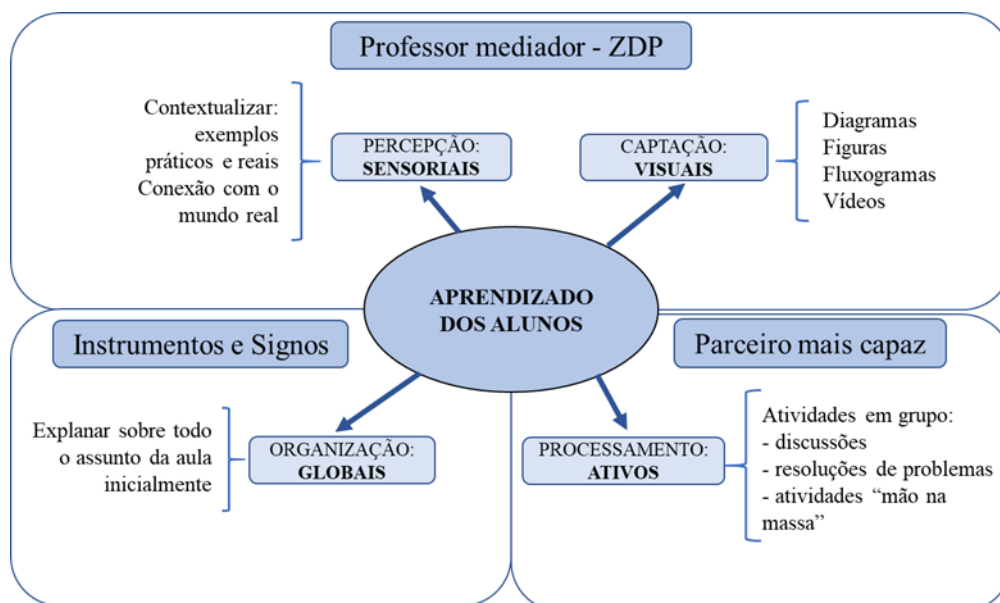 Professor mediador - ZDP
Contextualizar:
exemplos
práticos e reais
Conexão com o
mundo real
PERCEPÇÃO:
SENSORIAIS
CAPTAÇÃO:
VISUAIS
Diagramas
Figuras
Fluxogramas
Vídeos
APRENDIZADO
DOS ALUNOS
Instrumentos e Signos
Explanar sobre todo
o assunto da aula
inicialmente
ORGANIZAÇÃO:
GLOBAIS
Parceiro mais capaz
PROCESSAMENTO:
ATIVOS
Atividades em grupo:
- discussões
- resoluções de problemas
- atividades “mão na
massa”